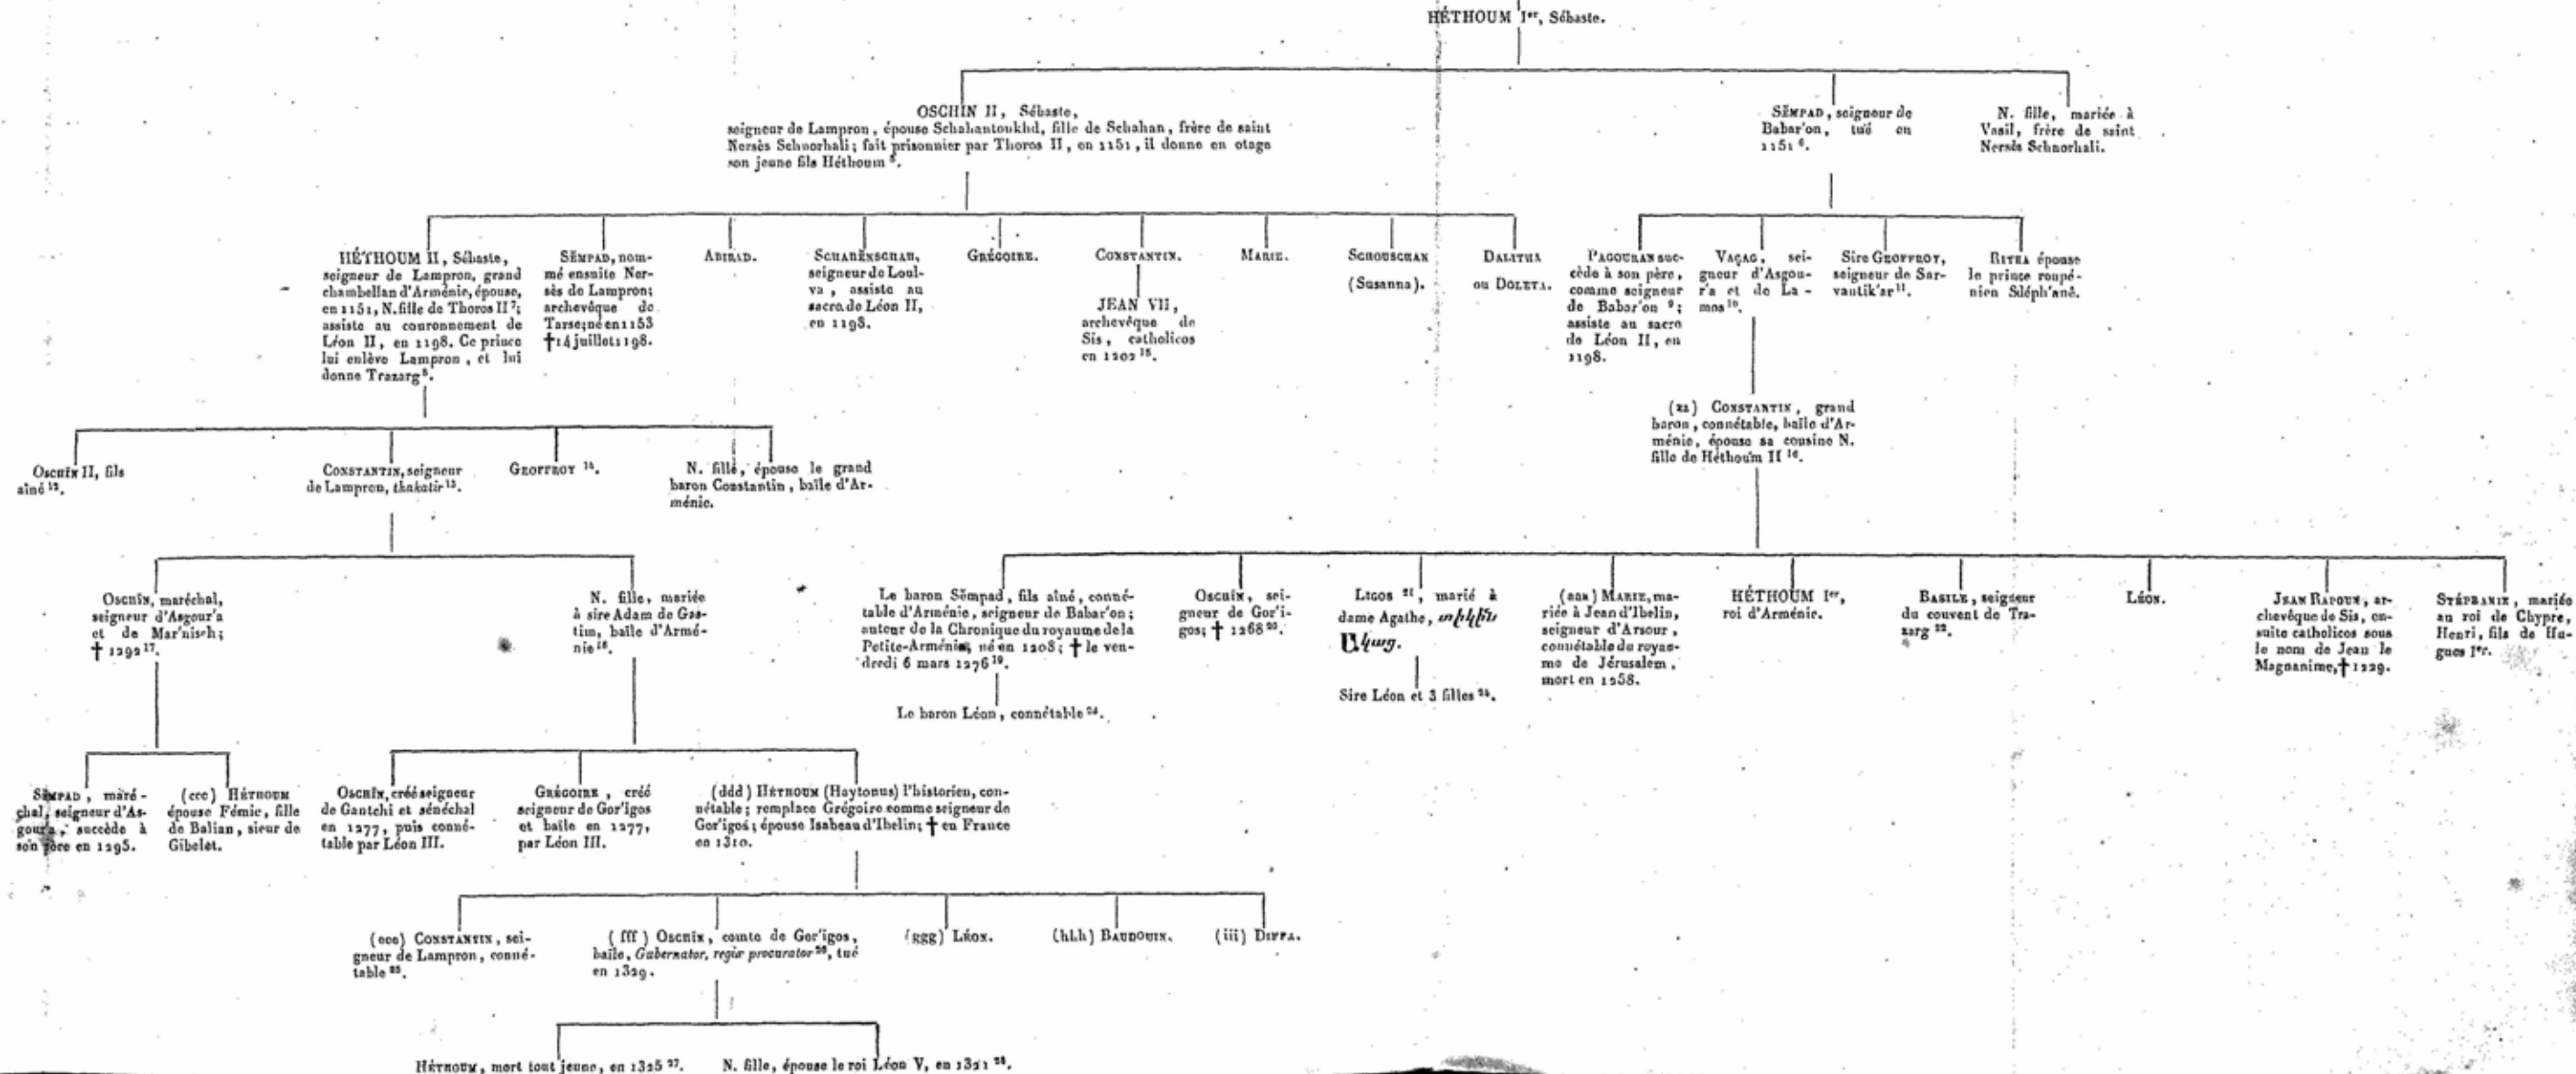 HÉTHOUM Iᵉʳ, Sébaste.
OSCHIN II, Sébaste,
seigneur de Lampron, épouse Schahantoukhd, fille de Schahan, frère de saint
Nersès Schnorhali; fait prisonnier par Thoros II, en 1151, il donne en otage
son jeune fils Héthoum ⁵.
SĔMPAD, seigneur de
Babar'on, tué en
1151 ⁶.
N. fille, mariée à
Vasil, frère de saint
Nersès Schnorhali.
HÉTHOUM II, Sébaste,
seigneur de Lampron, grand
chambellan d'Arménie, épouse,
en 1151, N. fille de Thoros II ⁷;
assiste au couronnement de
Léon II, en 1198. Ce prince
lui enlève Lampron, et lui
donne Trazarg ⁸.
SĔMPAD, nom-
mé ensuite Ner-
sès de Lampron;
archevêque de
Tarse; né en 1153
† 14 juillet 1198.
ABIRAD.
SCHAHĔNSCHAH,
seigneur de Loul-
va, assiste au
sacre de Léon II,
en 1198.
GRÉGOIRE.
CONSTANTIN.
JEAN VII,
archevêque de
Sis, catholicos
en 1202 ¹⁵.
MARIE.
SCHOUSCHAN
(Susanna).
DALITHA
ou DOLETA.
PAGOURAN suc-
cède à son père,
comme seigneur
de Babar'on ⁹;
assiste au sacre
de Léon II, en
1198.
VAÇAG, sei-
gneur d'Asgou-
r'a et de La-
mos ¹⁰.
Sire GEOFFROY,
seigneur de Sar-
vantik'ar ¹¹.
RITHA épouse
le prince roupé-
nien Sdéph'anê.
(zz) CONSTANTIN, grand
baron, connétable, baïle d'Ar-
ménie, épouse sa cousine N.
fille de Héthoum II ¹⁶.
OSCHÎN II, fils
aîné ¹².
CONSTANTIN, seigneur
de Lampron, thakatir ¹³.
GEOFFROY ¹⁴.
N. fille, épouse le grand
baron Constantin, baïle d'Ar-
ménie.
OSCHÎN, maréchal,
seigneur d'Asgour'a
et de Mar'nisch;
† 1292 ¹⁷.
N. fille, mariée
à sire Adam de Gas-
tim, baïle d'Armé-
nie ¹⁸.
Le baron Sĕmpad, fils aîné, conné-
table d'Arménie, seigneur de Babar'on;
auteur de la Chronique du royaume de la
Petite-Arménie, né en 1208; † le ven-
dredi 6 mars 1276 ¹⁹.
Le baron Léon, connétable ²⁴.
OSCHÎN, sei-
gneur de Gor'i-
gos; † 1268 ²⁰.
LIGOS ²¹, marié à
dame Agathe, տիկին
Ակաց.
Sire Léon et 3 filles ²⁴.
(aaa) MARIE, ma-
riée à Jean d'Ibelin,
seigneur d'Arsour,
connétable du royau-
me de Jérusalem,
mort en 1258.
HÉTHOUM Iᵉʳ,
roi d'Arménie.
BASILE, seigneur
du couvent de Tra-
zarg ²².
LÉON.
JEAN RAPOUN, ar-
chevêque de Sis, en-
suite catholicos sous
le nom de Jean le
Magnanime, † 1229.
STÉPHANIE, mariée
au roi de Chypre,
Henri, fils de Hu-
gues Iᵉʳ.
SĔMPAD, maré-
chal, seigneur d'As-
gour'a, succède à
son père en 1295.
(ccc) HÉTHOUM
épouse Fémie, fille
de Balian, sieur de
Gibelet.
OSCHÎN, créé seigneur
de Gantchi et sénéchal
en 1277, puis conné-
table par Léon III.
GRÉGOIRE, créé
seigneur de Gor'igos
et baïle en 1277,
par Léon III.
(ddd) HÉTHOUM (Haytonus) l'historien, con-
nétable; remplace Grégoire comme seigneur de
Gor'igos; épouse Isabeau d'Ibelin; † en France
en 1310.
(eee) CONSTANTIN, sei-
gneur de Lampron, conné-
table ²⁵.
(fff) OSCHÎN, comte de Gor'igos,
baïle, Gubernator, regis procurator ²⁶, tué
en 1329.
(ggg) LÉON.
(hhh) BAUDOUIN.
(iii) DIPPA.
HÉTHOUM, mort tout jeune, en 1325 ²⁷.
N. fille, épouse le roi Léon V, en 1321 ²⁸.